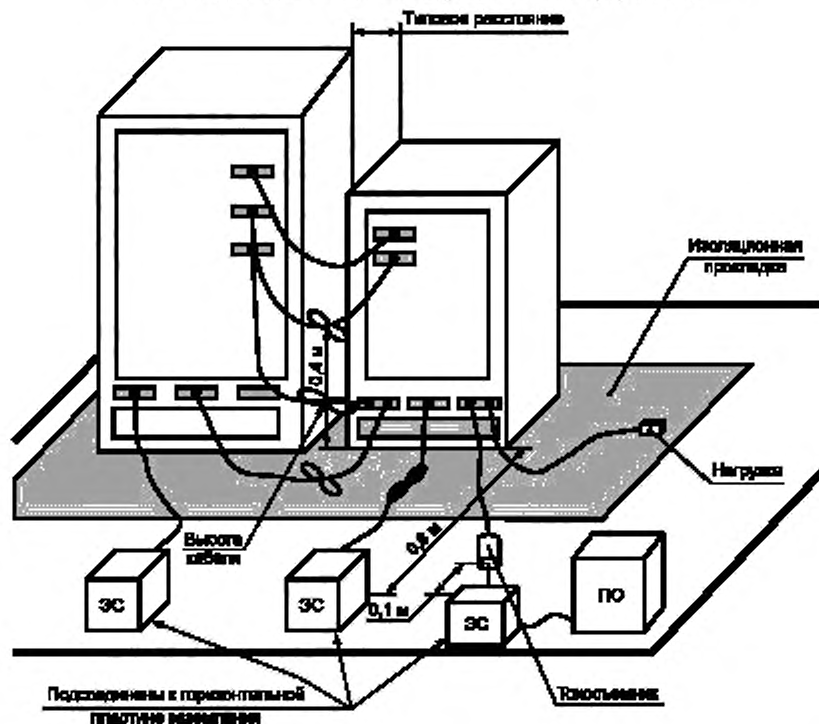 Типовое расстояние
Изоляционная
прокладка
0,4 м
Нагрузка
Высота
кабеля
0,8 м
0,1 м
ЭС
ЭС
ЭС
ПО
Подсоединены к горизонтальной
пластине заземления
Токосъемник